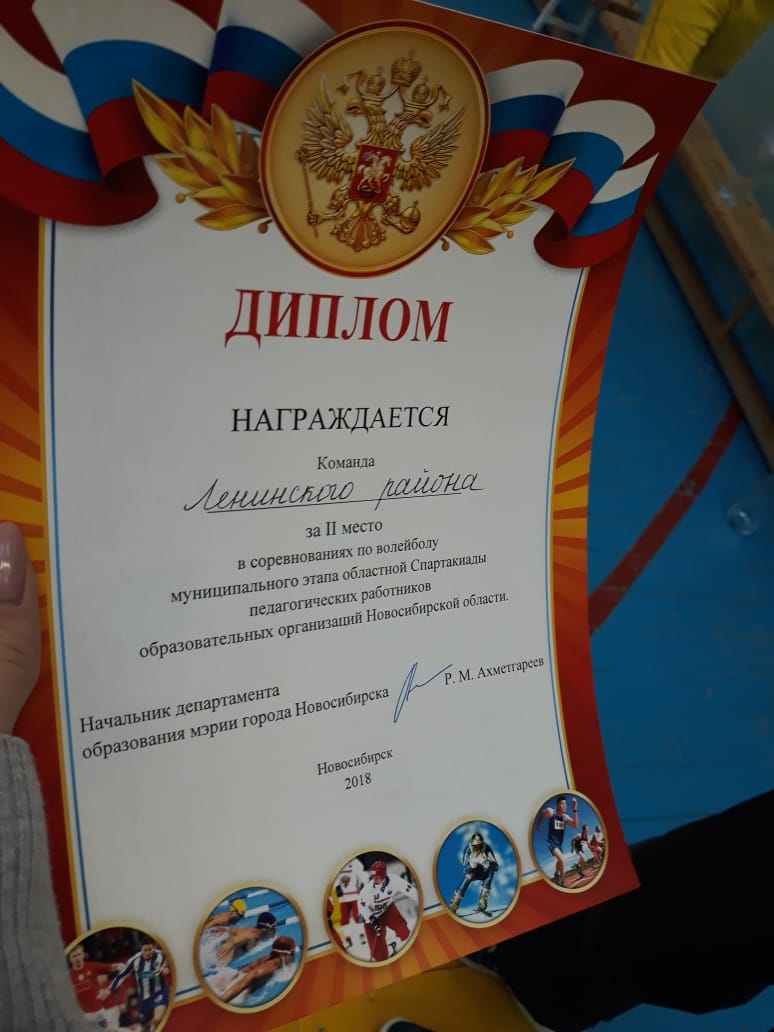 ДИПЛОМ
НАГРАЖДАЕТСЯ
Команда
Ленинского района
за II место
в соревнованиях по волейболу
муниципального этапа областной Спартакиады
педагогических работников
образовательных организаций Новосибирской области.
Начальник департамента
образования мэрии города Новосибирска Р. М. Ахметгареев
Новосибирск
2018